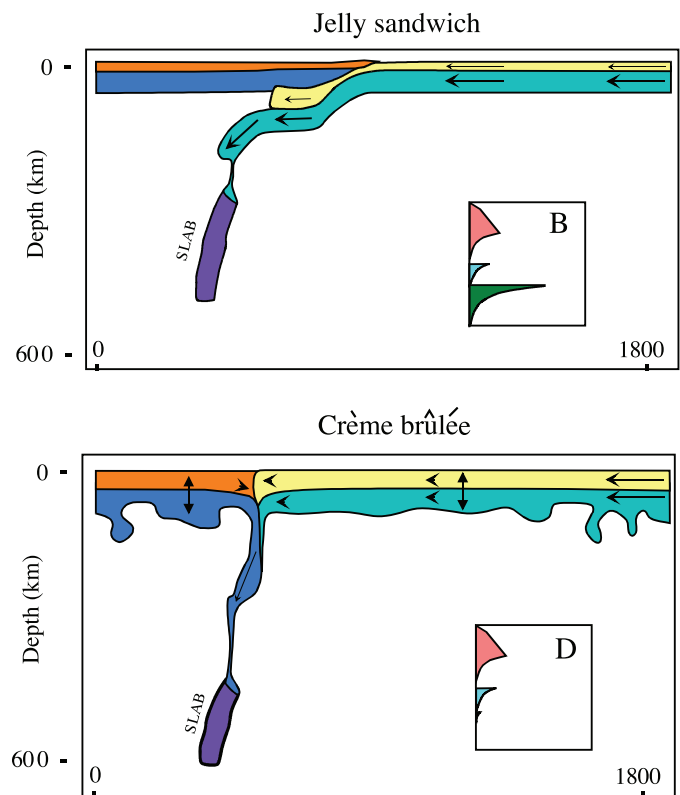 Jelly sandwich
0
Depth (km)
SLAB
B
600
0
1800
Crème brûlée
0
Depth (km)
SLAB
D
600
0
1800